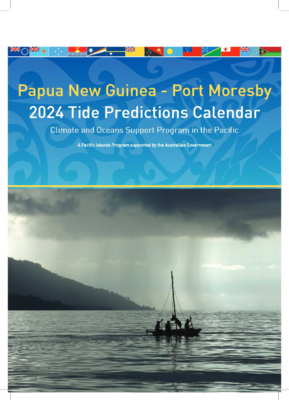 Papua New Guinea - Port Moresby
2024 Tide Predictions Calendar
Climate and Oceans Support Program in the Pacific
A Pacific Islands Program supported by the Australian Government